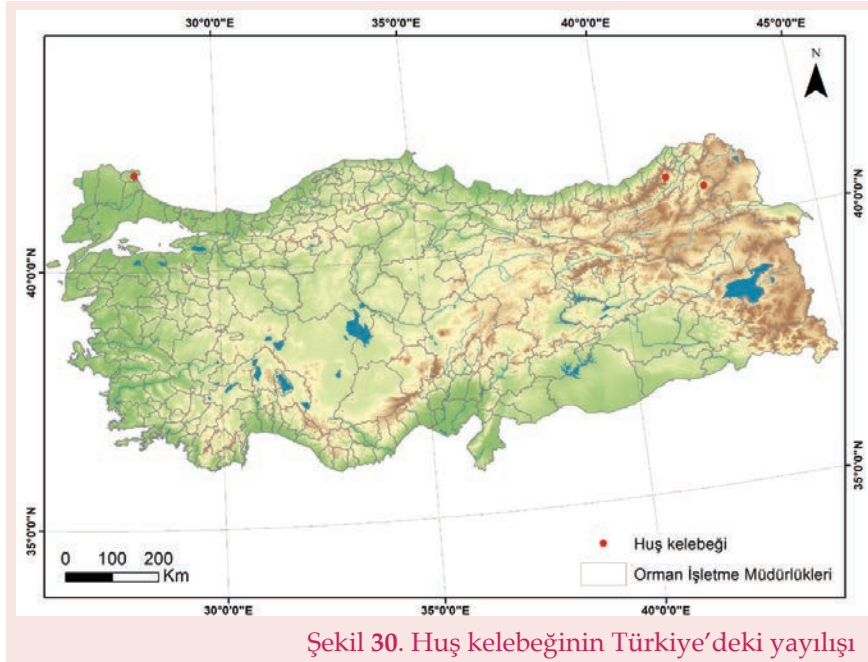 30°0'0"E 35°0'0"E 40°0'0"E 45°0'0"E
N
40°0'0"N
40°0'0"N
35°0'0"N
35°0'0"N
0 100 200
Km
Huş kelebeği
Orman İşletme Müdürlükleri
30°0'0"E 35°0'0"E 40°0'0"E
Şekil 30. Huş kelebeğinin Türkiye'deki yayılışı